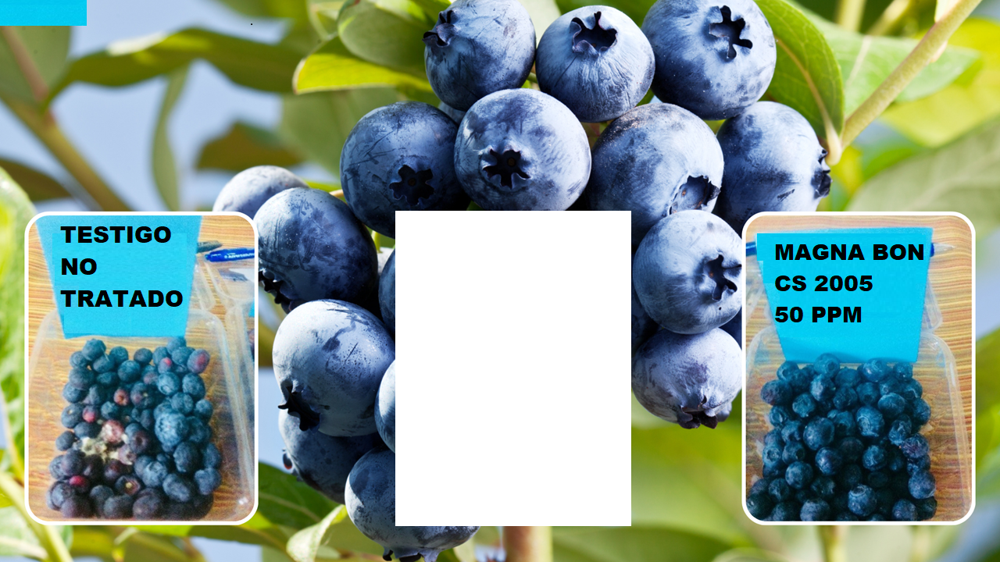 TESTIGO
NO
TRATADO
MAGNA BON
CS 2005
50 PPM